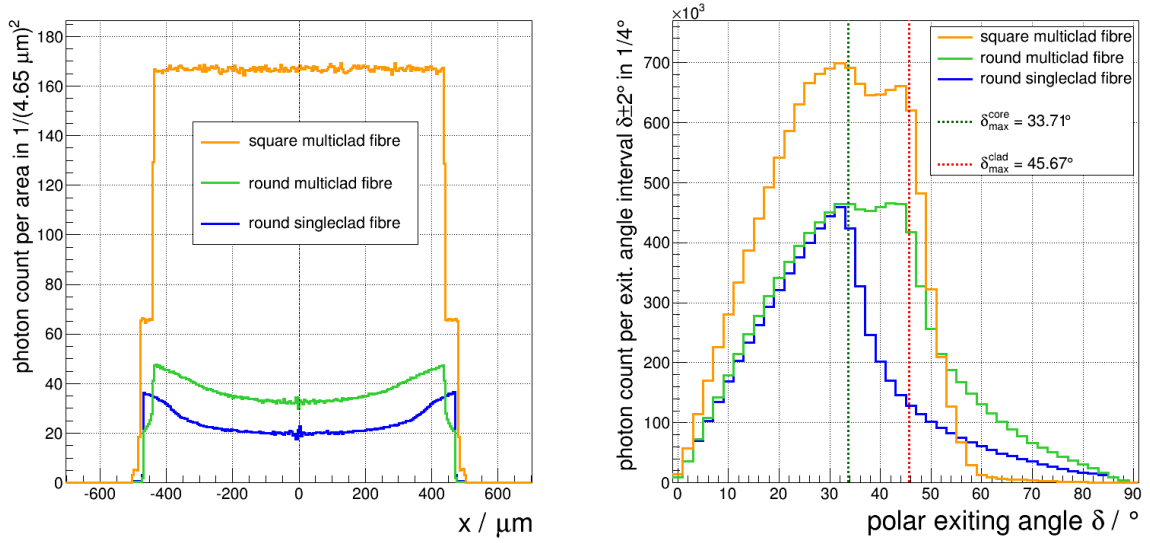 photon count per area in 1/(4.65 μm)²
180
160
140
120
100
80
60
40
20
0
square multiclad fibre
round multiclad fibre
round singleclad fibre
-600 -400 -200 0 200 400 600
x / μm
×10³
photon count per exit. angle interval δ±2° in 1/4°
700
600
500
400
300
200
100
0
square multiclad fibre
round multiclad fibre
round singleclad fibre
δ core max = 33.71°
δ clad max = 45.67°
0 10 20 30 40 50 60 70 80 90
polar exiting angle δ / °